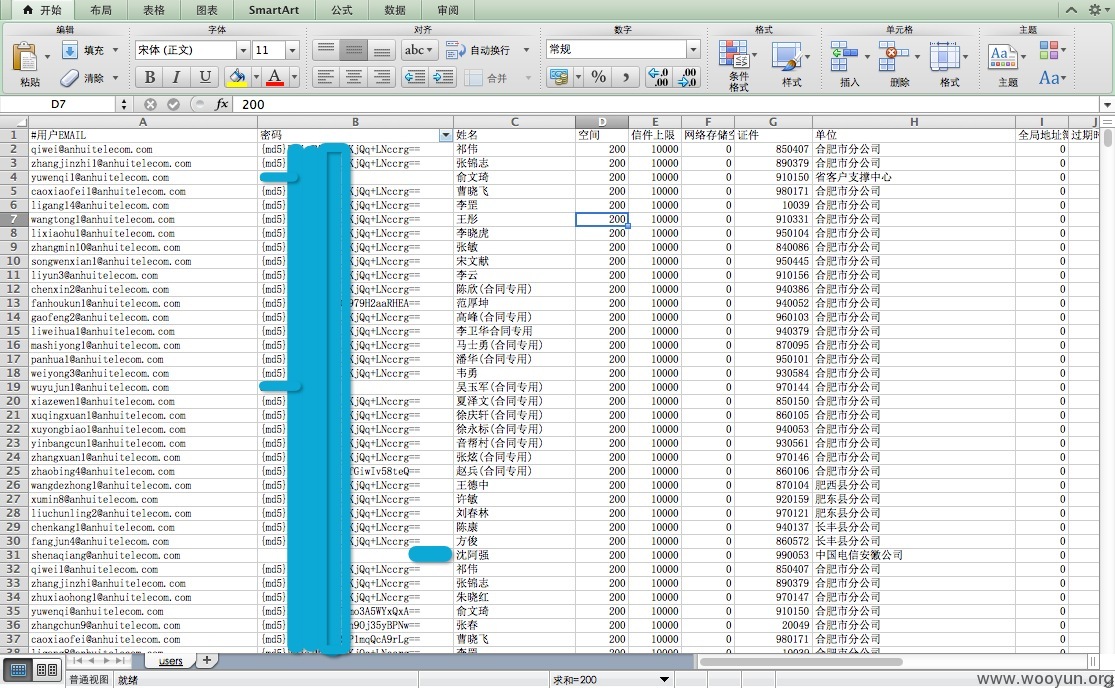 开始 布局 表格 图表 SmartArt 公式 数据 审阅
编辑 字体 对齐 数字 格式 单元格 主题
粘贴 填充 清除 宋体 (正文) 11 B I U A abc 自动换行 合并 常规 % 条件格式 样式 插入 删除 格式 主题 Aa
D7 fx 200
A B C D E F G H I J
1 #用户EMAIL 密码 姓名 空间 信件上限 网络存储空 证件 单位 全局地址簿 过期时
2 qiwei@anhuitelecom.com {md5} XjQq+LNccrg== 祁伟 200 10000 0 850407 合肥市分公司 0
3 zhangjinzhi1@anhuitelecom.com {md5} XjQq+LNccrg== 张锦志 200 10000 0 890379 合肥市分公司 0
4 yuwenqi1@anhuitelecom.com 俞文琦 200 10000 0 910150 省客户支撑中心 0
5 caoxiaofei1@anhuitelecom.com {md5} XjQq+LNccrg== 曹晓飞 200 10000 0 980171 合肥市分公司 0
6 ligang14@anhuitelecom.com {md5} XjQq+LNccrg== 李罡 200 10000 0 10039 合肥市分公司 0
7 wangtong1@anhuitelecom.com {md5} XjQq+LNccrg== 王彤 200 10000 0 910331 合肥市分公司 0
8 lixiaohu1@anhuitelecom.com {md5} XjQq+LNccrg== 李晓虎 200 10000 0 950104 合肥市分公司 0
9 zhangmin10@anhuitelecom.com {md5} XjQq+LNccrg== 张敏 200 10000 0 840086 合肥市分公司 0
10 songwenxian1@anhuitelecom.com {md5} XjQq+LNccrg== 宋文献 200 10000 0 950445 合肥市分公司 0
11 liyun3@anhuitelecom.com {md5} XjQq+LNccrg== 李云 200 10000 0 910156 合肥市分公司 0
12 chenxin2@anhuitelecom.com {md5} XjQq+LNccrg== 陈欣(合同专用) 200 10000 0 940386 合肥市分公司 0
13 fanhoukun1@anhuitelecom.com {md5} 979H2aaRHEA== 范厚坤 200 10000 0 940052 合肥市分公司 0
14 gaofeng2@anhuitelecom.com {md5} XjQq+LNccrg== 高峰(合同专用) 200 10000 0 960103 合肥市分公司 0
15 liweihua1@anhuitelecom.com {md5} XjQq+LNccrg== 李卫华合同专用 200 10000 0 940379 合肥市分公司 0
16 mashiyong1@anhuitelecom.com {md5} XjQq+LNccrg== 马士勇(合同专用) 200 10000 0 870095 合肥市分公司 0
17 panhua1@anhuitelecom.com {md5} XjQq+LNccrg== 潘华(合同专用) 200 10000 0 950101 合肥市分公司 0
18 weiyong3@anhuitelecom.com {md5} XjQq+LNccrg== 韦勇 200 10000 0 930584 合肥市分公司 0
19 wuyujun1@anhuitelecom.com 吴玉军(合同专用) 200 10000 0 970144 合肥市分公司 0
20 xiazewen1@anhuitelecom.com {md5} XjQq+LNccrg== 夏泽文(合同专用) 200 10000 0 850150 合肥市分公司 0
21 xuqingxuan1@anhuitelecom.com {md5} XjQq+LNccrg== 徐庆轩(合同专用) 200 10000 0 860105 合肥市分公司 0
22 xuyongbiao1@anhuitelecom.com {md5} XjQq+LNccrg== 徐永标(合同专用) 200 10000 0 940053 合肥市分公司 0
23 yinbangcun1@anhuitelecom.com {md5} XjQq+LNccrg== 音帮村(合同专用) 200 10000 0 930561 合肥市分公司 0
24 zhangxuan1@anhuitelecom.com {md5} XjQq+LNccrg== 张炫(合同专用) 200 10000 0 970146 合肥市分公司 0
25 zhaobing4@anhuitelecom.com {md5} fGiwIv58teQ== 赵兵(合同专用) 200 10000 0 860106 合肥市分公司 0
26 wangdezhong1@anhuitelecom.com {md5} XjQq+LNccrg== 王德中 200 10000 0 870104 肥西县分公司 0
27 xumin8@anhuitelecom.com {md5} XjQq+LNccrg== 许敏 200 10000 0 920159 肥东县分公司 0
28 liuchunling2@anhuitelecom.com {md5} XjQq+LNccrg== 刘春林 200 10000 0 970121 肥东县分公司 0
29 chenkang1@anhuitelecom.com {md5} XjQq+LNccrg== 陈康 200 10000 0 940137 长丰县分公司 0
30 fangjun4@anhuitelecom.com {md5} XjQq+LNccrg== 方俊 200 10000 0 860572 长丰县分公司 0
31 shenaqiang@anhuitelecom.com 沈阿强 200 10000 0 990053 中国电信安徽公司 0
32 qiwei1@anhuitelecom.com {md5} XjQq+LNccrg== 祁伟 200 10000 0 850407 合肥市分公司 0
33 zhangjinzhi@anhuitelecom.com {md5} XjQq+LNccrg== 张锦志 200 10000 0 890379 合肥市分公司 0
34 zhuxiaohong1@anhuitelecom.com {md5} XjQq+LNccrg== 朱晓红 200 10000 0 970147 合肥市分公司 0
35 yuwenqi@anhuitelecom.com {md5} mo3A5WYxQxA== 俞文琦 200 10000 0 910150 合肥市分公司 0
36 zhangchun9@anhuitelecom.com {md5} n9Oj35yBPNw== 张春 200 10000 0 20049 合肥市分公司 0
37 caoxiaofei@anhuitelecom.com {md5} P1mqQcA9rLg== 曹晓飞 200 10000 0 980171 合肥市分公司 0
users
普通视图 就绪 求和=200
www.wooyun.org